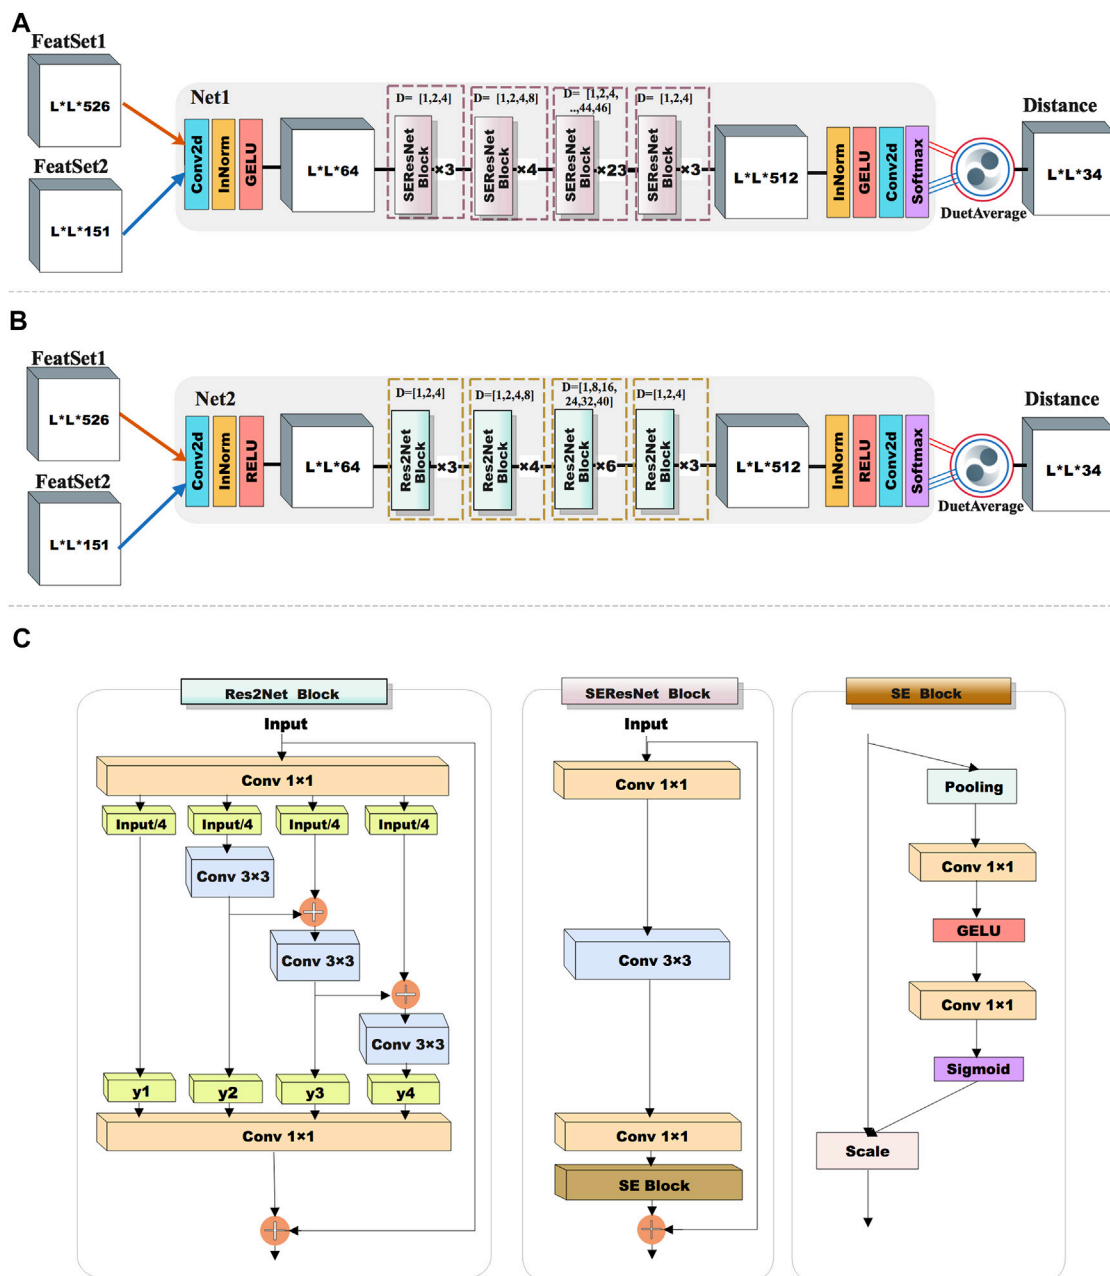 A
FeatSet1
L*L*526
FeatSet2
L*L*151
Net1
Conv2d
InNorm
GELU
L*L*64
D= [1,2,4]
SEResNet Block
×3
D= [1,2,4,8]
SEResNet Block
×4
D= [1,2,4,
..,44,46]
SEResNet Block
×23
D= [1,2,4]
SEResNet Block
×3
L*L*512
InNorm
GELU
Conv2d
Softmax
DuetAverage
Distance
L*L*34
B
FeatSet1
L*L*526
FeatSet2
L*L*151
Net2
Conv2d
InNorm
RELU
L*L*64
D=[1,2,4]
Res2Net Block
×3
D=[1,2,4,8]
Res2Net Block
×4
D=[1,8,16,
24,32,40]
Res2Net Block
×6
D=[1,2,4]
Res2Net Block
×3
L*L*512
InNorm
RELU
Conv2d
Softmax
DuetAverage
Distance
L*L*34
C
Res2Net Block
Input
Conv 1×1
Input/4 Input/4 Input/4 Input/4
Conv 3×3
Conv 3×3
Conv 3×3
y1 y2 y3 y4
Conv 1×1
SEResNet Block
Input
Conv 1×1
Conv 3×3
Conv 1×1
SE Block
SE Block
Pooling
Conv 1×1
GELU
Conv 1×1
Sigmoid
Scale